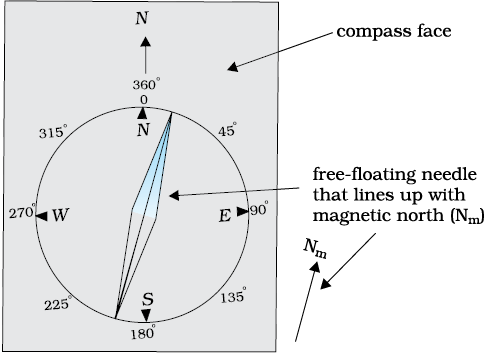 N
compass face
360°
0
N
315°
45°
free-floating needle
that lines up with
magnetic north (Nm)
270°
W
E
90°
Nm
225°
S
135°
180°